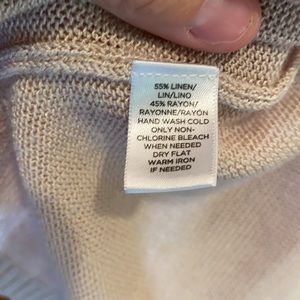 55% LINEN/
LIN/LINO
45% RAYON/
RAYONNE/RAYÓN
HAND WASH COLD
ONLY NON-
CHLORINE BLEACH
WHEN NEEDED
DRY FLAT
WARM IRON
IF NEEDED